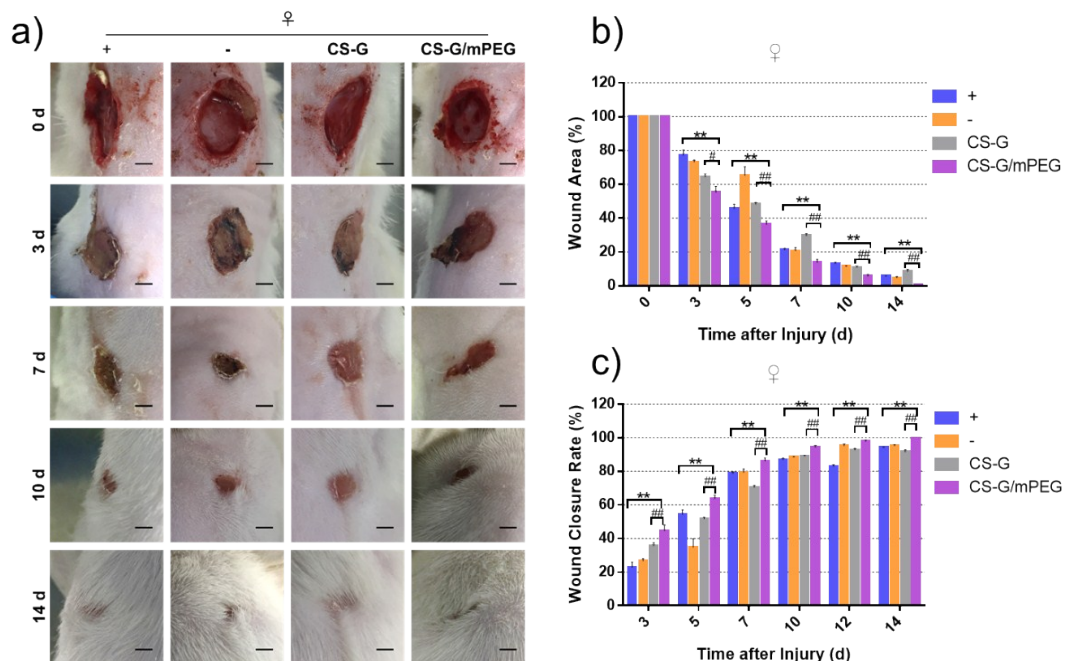 a)
♀
+ - CS-G CS-G/mPEG
0 d
3 d
7 d
10 d
14 d
b)
♀
Wound Area (%)
120
100
80
60
40
20
0
** ** ** ** **
# ## ## ## ##
0 3 5 7 10 14
Time after Injury (d)
+
-
CS-G
CS-G/mPEG
c)
♀
Wound Closure Rate (%)
120
100
80
60
40
20
0
** ** ** ** ** **
## ## ## ## ## ##
3 5 7 10 12 14
Time after Injury (d)
+
-
CS-G
CS-G/mPEG